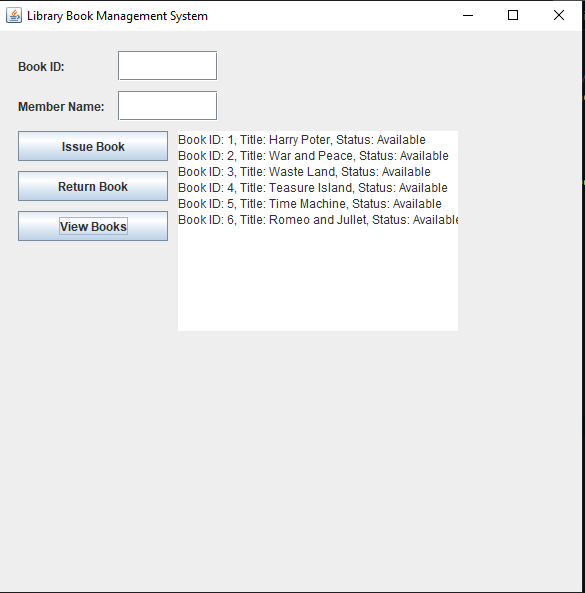 Library Book Management System
Book ID:
Member Name:
Issue Book
Return Book
View Books
Book ID: 1, Title: Harry Poter, Status: Available
Book ID: 2, Title: War and Peace, Status: Available
Book ID: 3, Title: Waste Land, Status: Available
Book ID: 4, Title: Teasure Island, Status: Available
Book ID: 5, Title: Time Machine, Status: Available
Book ID: 6, Title: Romeo and Jullet, Status: Available